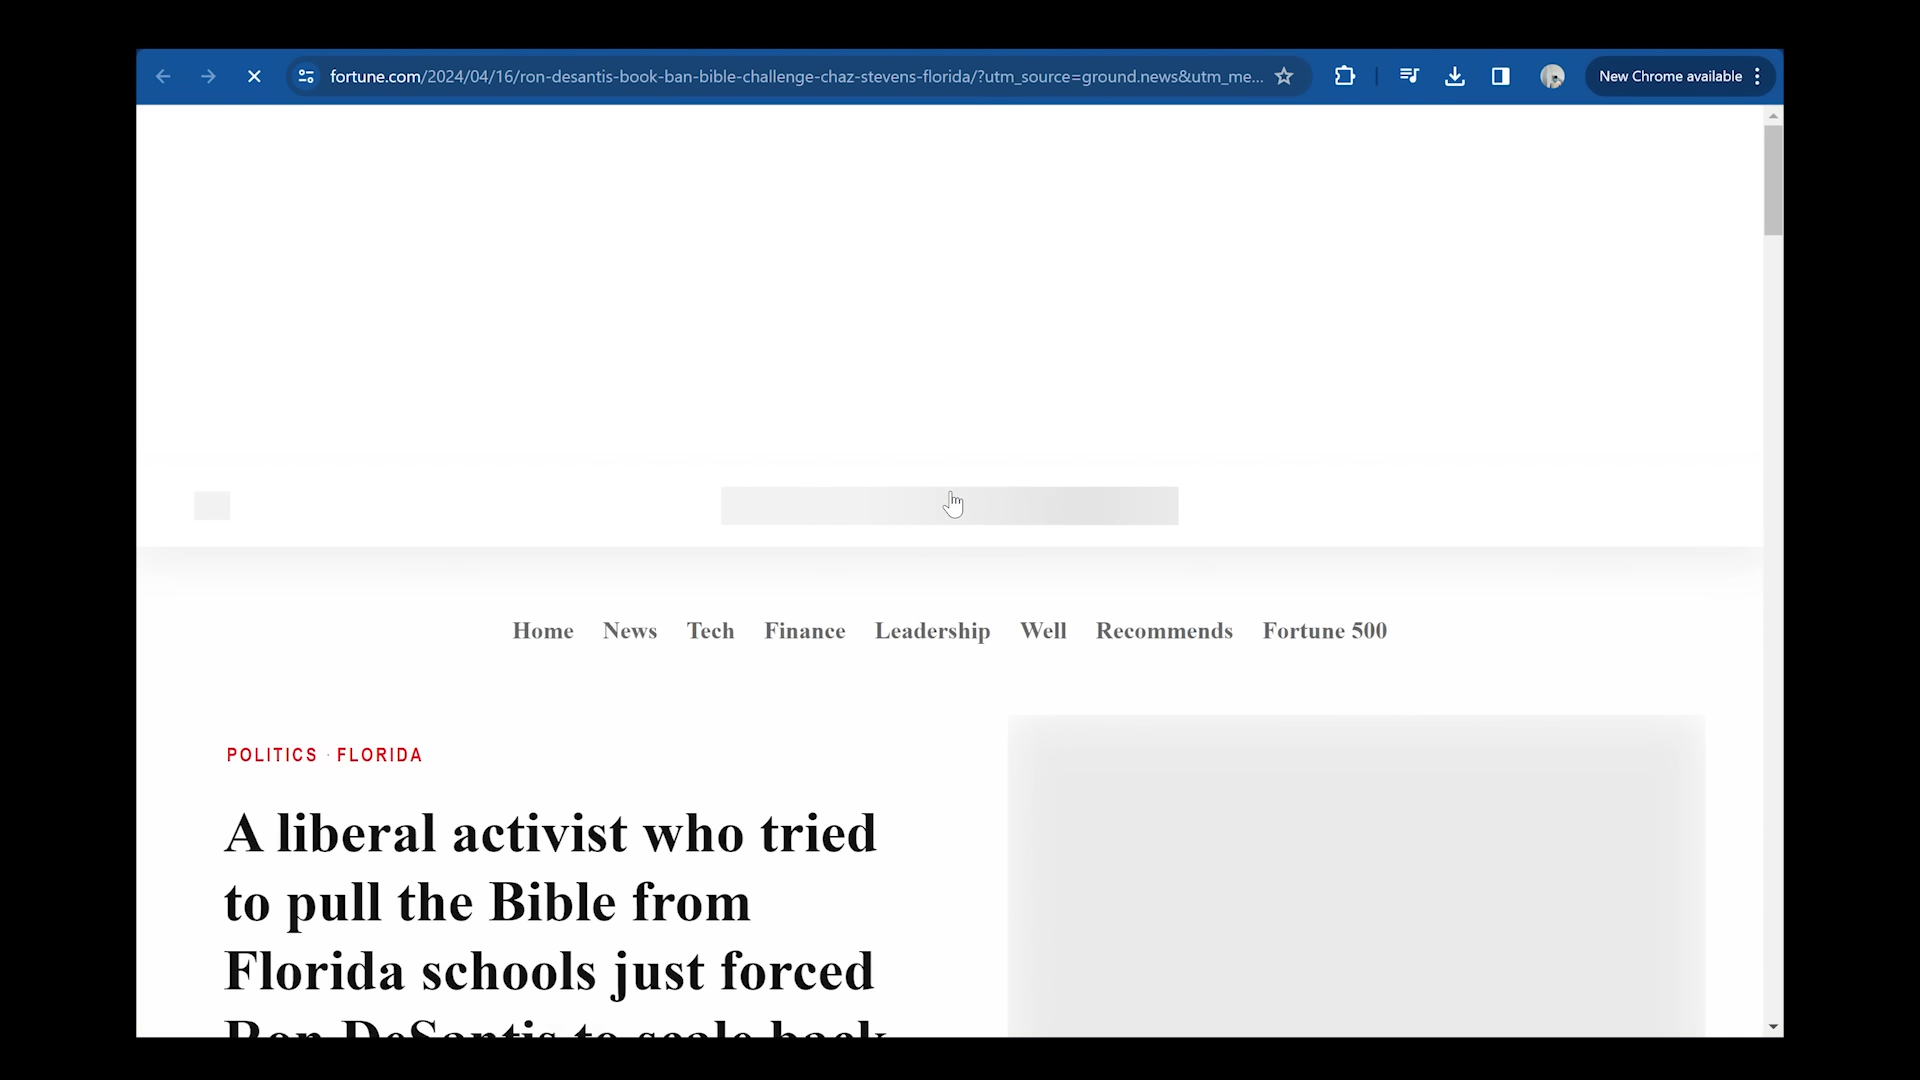 fortune.com/2024/04/16/ron-desantis-book-ban-bible-challenge-chaz-stevens-florida/?utm_source=ground.news&utm_me...
New Chrome available
Home News Tech Finance Leadership Well Recommends Fortune 500
POLITICS · FLORIDA
A liberal activist who tried
to pull the Bible from
Florida schools just forced
Ron DeSantis to scale back